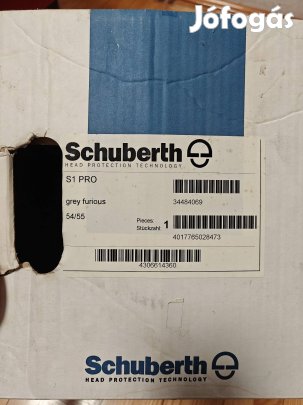 Jófogás
Schuberth
HEAD PROTECTION TECHNOLOGY
S1 PRO
grey furious
34484069
54/55
Pieces:
Stückzahl
1
4017765028473
4306614360
Schuberth
HEAD PROTECTION TECHNOLOGY